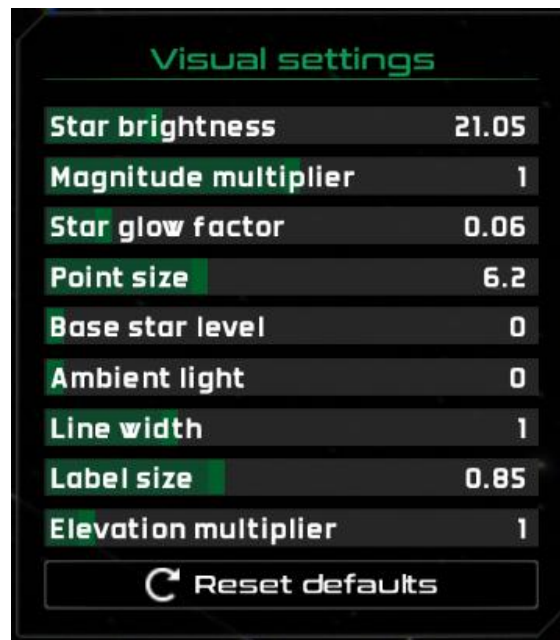 Visual settings
Star brightness 21.05
Magnitude multiplier 1
Star glow factor 0.06
Point size 6.2
Base star level 0
Ambient light 0
Line width 1
Label size 0.85
Elevation multiplier 1
Reset defaults